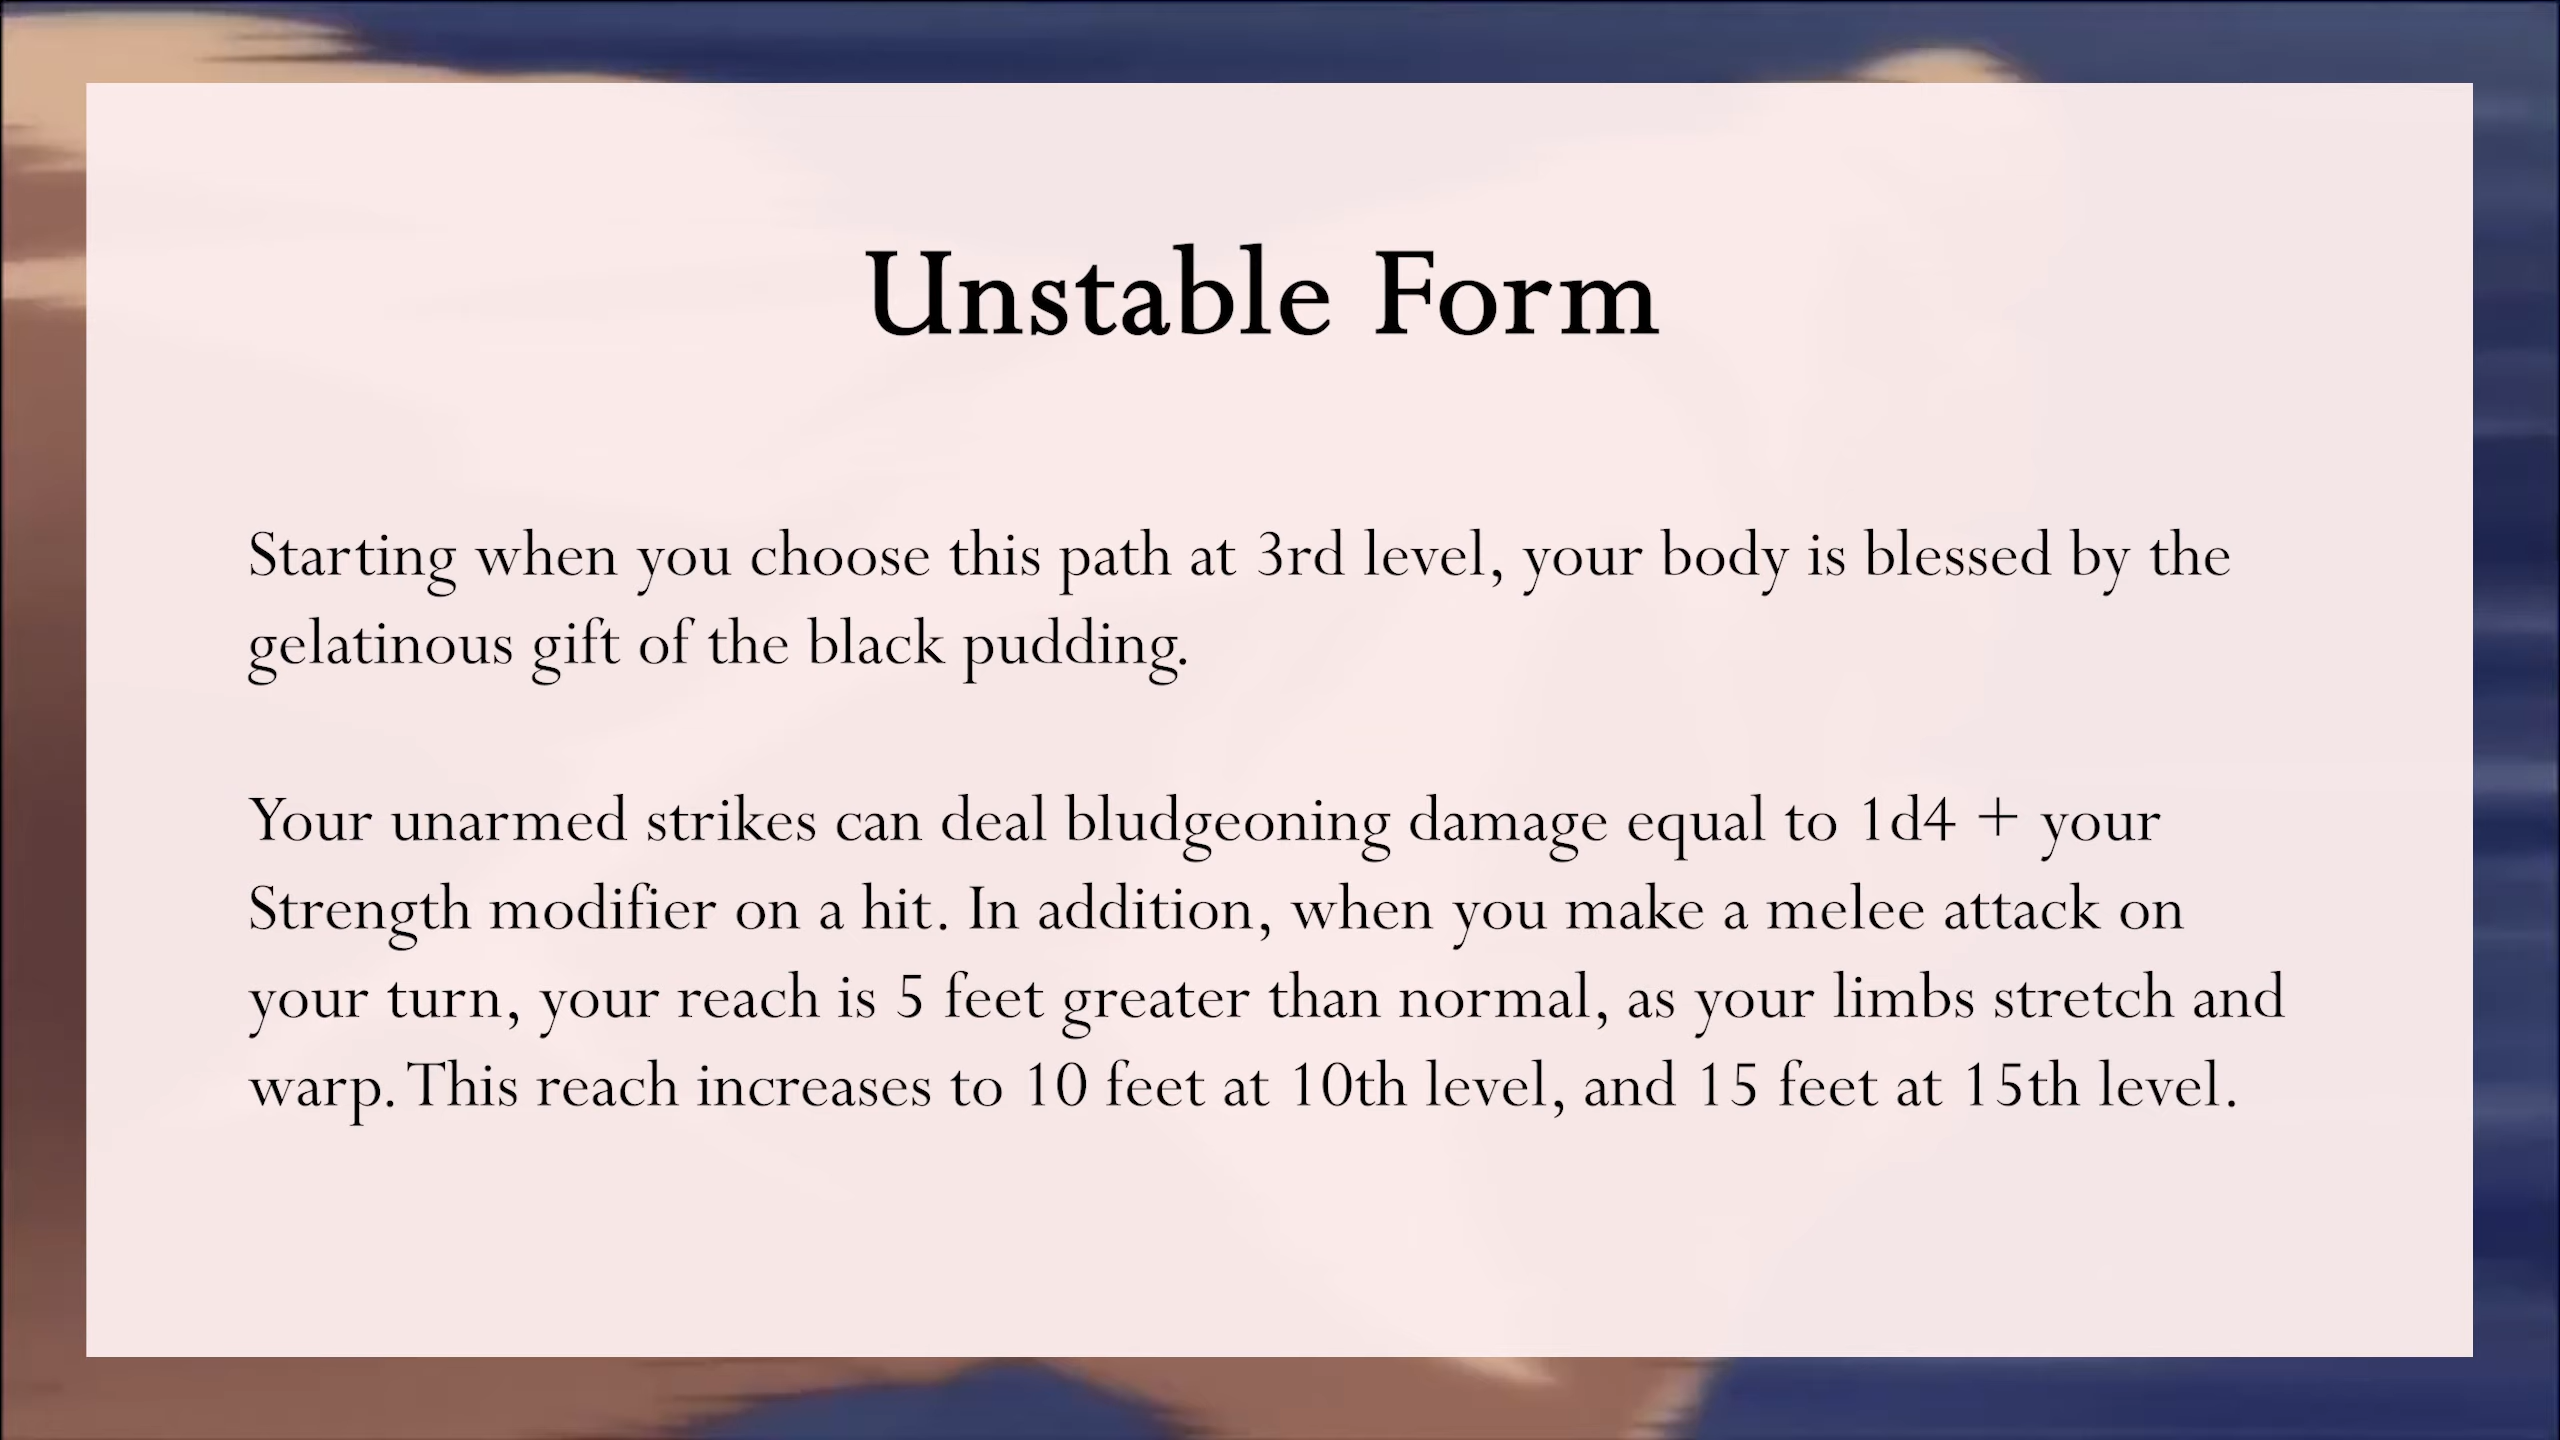 Unstable Form
Starting when you choose this path at 3rd level, your body is blessed by the
gelatinous gift of the black pudding.
Your unarmed strikes can deal bludgeoning damage equal to 1d4 + your
Strength modifier on a hit. In addition, when you make a melee attack on
your turn, your reach is 5 feet greater than normal, as your limbs stretch and
warp. This reach increases to 10 feet at 10th level, and 15 feet at 15th level.